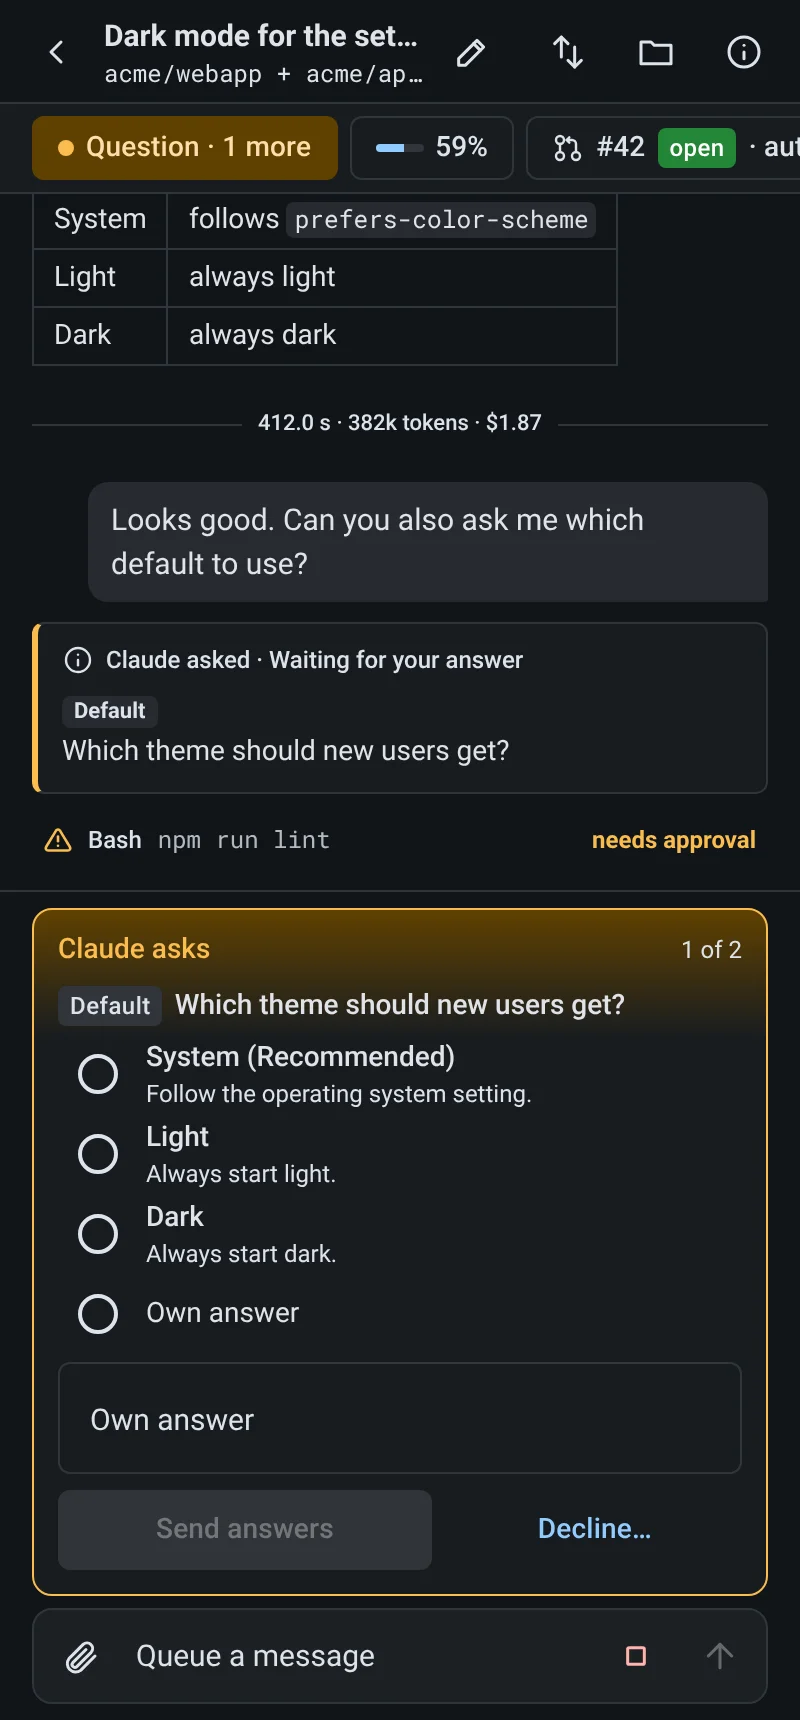 Dark mode for the set…
acme/webapp + acme/ap…
Question · 1 more
59%
#42 open · aut
System follows prefers-color-scheme
Light always light
Dark always dark
412.0 s · 382k tokens · $1.87
Looks good. Can you also ask me which
default to use?
Claude asked · Waiting for your answer
Default
Which theme should new users get?
Bash npm run lint needs approval
Claude asks 1 of 2
Default Which theme should new users get?
System (Recommended)
Follow the operating system setting.
Light
Always start light.
Dark
Always start dark.
Own answer
Own answer
Send answers Decline…
Queue a message